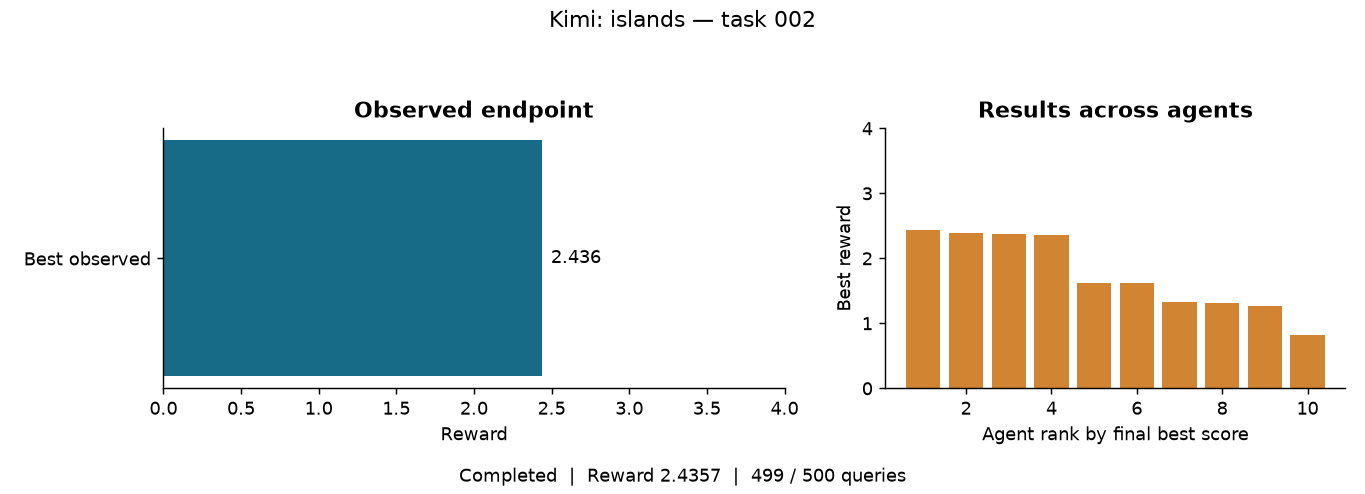 Kimi: islands — task 002
Observed endpoint
Best observed
2.436
0.0 0.5 1.0 1.5 2.0 2.5 3.0 3.5 4.0
Reward
Results across agents
Best reward
4
3
2
1
0
2 4 6 8 10
Agent rank by final best score
Completed | Reward 2.4357 | 499 / 500 queries